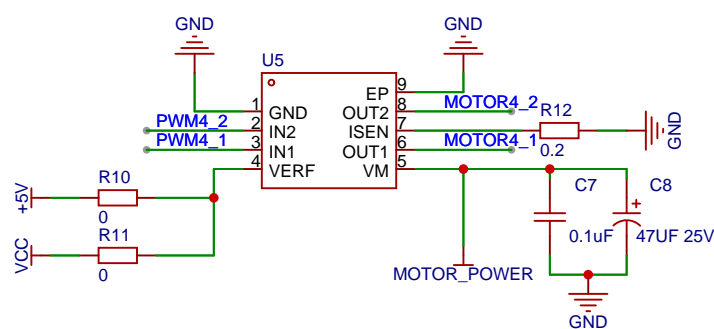 GND
GND
U5
9
EP
1
GND
OUT2
8
MOTOR4_2
PWM4_2
2
IN2
ISEN
7
R12
0.2
GND
PWM4_1
3
IN1
OUT1
6
MOTOR4_1
4
VERF
VM
5
+5V
R10
0
C7
0.1uF
C8
+
47UF 25V
VCC
R11
0
MOTOR_POWER
GND